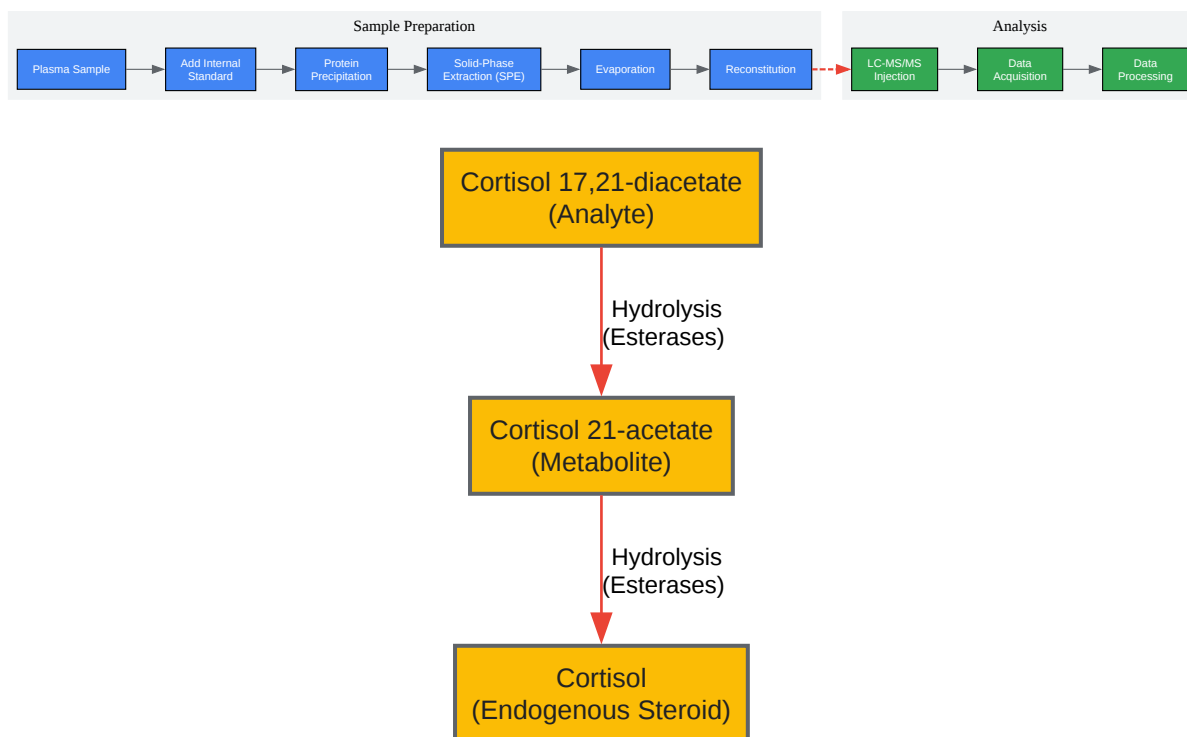 Sample Preparation
Analysis
Plasma Sample
Add Internal
Standard
Protein
Precipitation
Solid-Phase
Extraction (SPE)
Evaporation
Reconstitution
LC-MS/MS
Injection
Data
Acquisition
Data
Processing
Cortisol 17,21-diacetate
(Analyte)
Hydrolysis
(Esterases)
Cortisol 21-acetate
(Metabolite)
Hydrolysis
(Esterases)
Cortisol
(Endogenous Steroid)